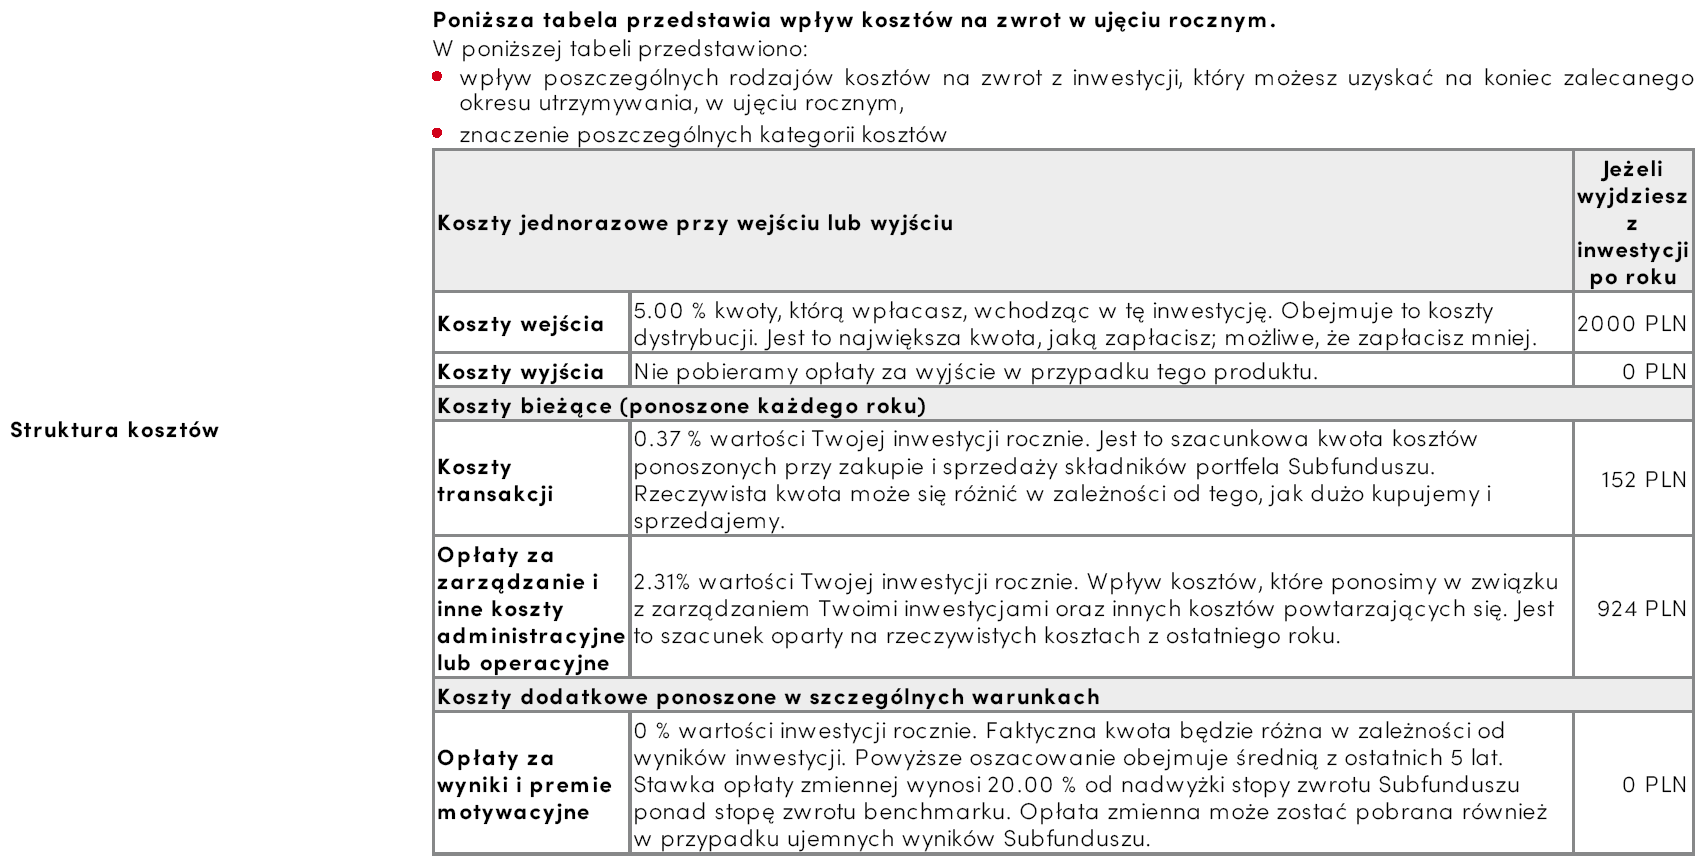 Poniższa tabela przedstawia wpływ kosztów na zwrot w ujęciu rocznym.
W poniższej tabeli przedstawiono:
wpływ poszczególnych rodzajów kosztów na zwrot z inwestycji, który możesz uzyskać na koniec zalecanego
okresu utrzymywania, w ujęciu rocznym,
znaczenie poszczególnych kategorii kosztów
Struktura kosztów
Koszty jednorazowe przy wejściu lub wyjściu
Jeżeli
wyjdziesz
z
inwestycji
po roku
Koszty wejścia
5.00 % kwoty, którą wpłacasz, wchodząc w tę inwestycję. Obejmuje to koszty
dystrybucji. Jest to największa kwota, jaką zapłacisz; możliwe, że zapłacisz mniej.
2000 PLN
Koszty wyjścia
Nie pobieramy opłaty za wyjście w przypadku tego produktu.
0 PLN
Koszty bieżące (ponoszone każdego roku)
Koszty
transakcji
0.37 % wartości Twojej inwestycji rocznie. Jest to szacunkowa kwota kosztów
ponoszonych przy zakupie i sprzedaży składników portfela Subfunduszu.
Rzeczywista kwota może się różnić w zależności od tego, jak dużo kupujemy i
sprzedajemy.
152 PLN
Opłaty za
zarządzanie i
inne koszty
administracyjne
lub operacyjne
2.31% wartości Twojej inwestycji rocznie. Wpływ kosztów, które ponosimy w związku
z zarządzaniem Twoimi inwestycjami oraz innych kosztów powtarzających się. Jest
to szacunek oparty na rzeczywistych kosztach z ostatniego roku.
924 PLN
Koszty dodatkowe ponoszone w szczególnych warunkach
Opłaty za
wyniki i premie
motywacyjne
0 % wartości inwestycji rocznie. Faktyczna kwota będzie różna w zależności od
wyników inwestycji. Powyższe oszacowanie obejmuje średnią z ostatnich 5 lat.
Stawka opłaty zmiennej wynosi 20.00 % od nadwyżki stopy zwrotu Subfunduszu
ponad stopę zwrotu benchmarku. Opłata zmienna może zostać pobrana również
w przypadku ujemnych wyników Subfunduszu.
0 PLN